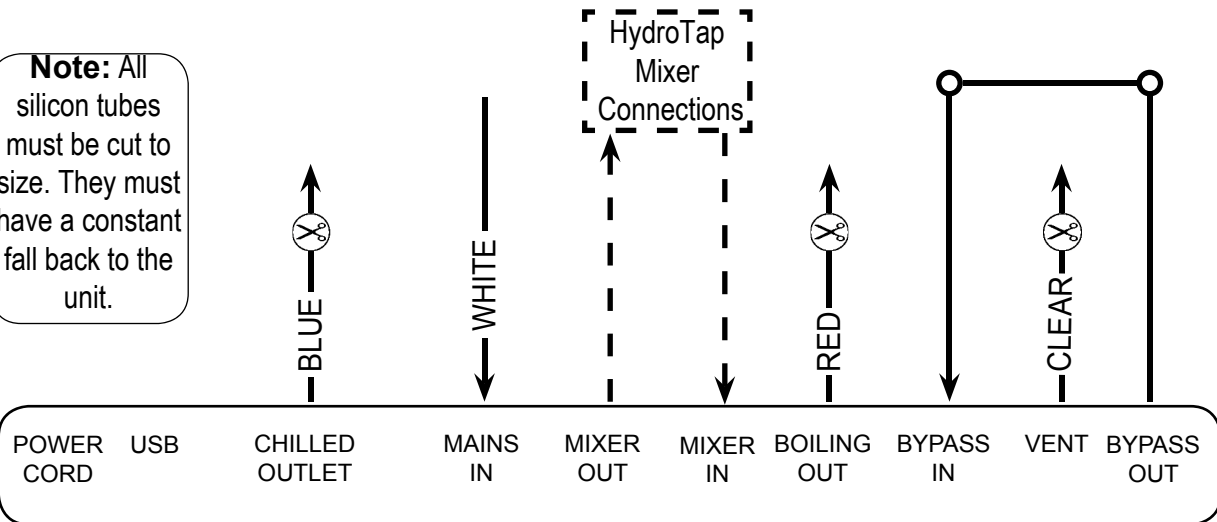 Note: All
silicon tubes
must be cut to
size. They must
have a constant
fall back to the
unit.
HydroTap
Mixer
Connections
BLUE
WHITE
RED
CLEAR
POWER CORD
USB
CHILLED OUTLET
MAINS IN
MIXER OUT
MIXER IN
BOILING OUT
BYPASS IN
VENT
BYPASS OUT